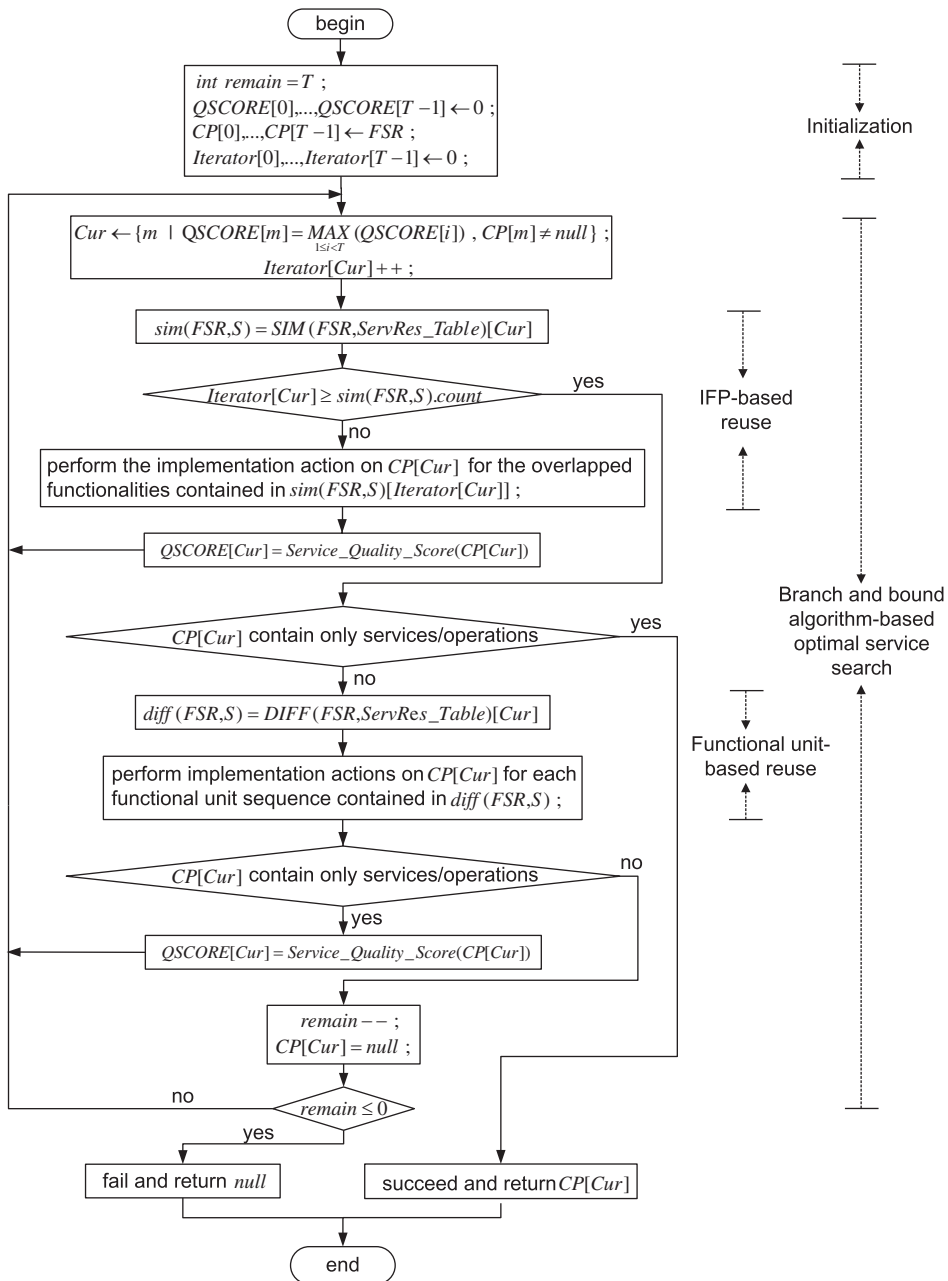 begin
int remain = T ;
QSCORE[0],...,QSCORE[T −1] ← 0 ;
CP[0],...,CP[T −1] ← FSR ;
Iterator[0],...,Iterator[T −1] ← 0 ;
Initialization
Cur ← {m | QSCORE[m] = MAX (QSCORE[i]) , CP[m] ≠ null} ;
1≤i<T
Iterator[Cur]++ ;
sim(FSR,S) = SIM (FSR,ServRes_Table)[Cur]
Iterator[Cur] ≥ sim(FSR,S).count
yes
no
IFP-based
reuse
perform the implementation action on CP[Cur] for the overlapped
functionalities contained in sim(FSR,S)[Iterator[Cur]] ;
QSCORE[Cur] = Service_Quality_Score(CP[Cur])
CP[Cur] contain only services/operations
yes
no
Branch and bound
algorithm-based
optimal service
search
diff (FSR,S) = DIFF (FSR,ServRes_Table)[Cur]
Functional unit-
based reuse
perform implementation actions on CP[Cur] for each
functional unit sequence contained in diff (FSR,S) ;
CP[Cur] contain only services/operations
no
yes
QSCORE[Cur] = Service_Quality_Score(CP[Cur])
remain −− ;
CP[Cur] = null ;
remain ≤ 0
no
yes
fail and return null
succeed and return CP[Cur]
end